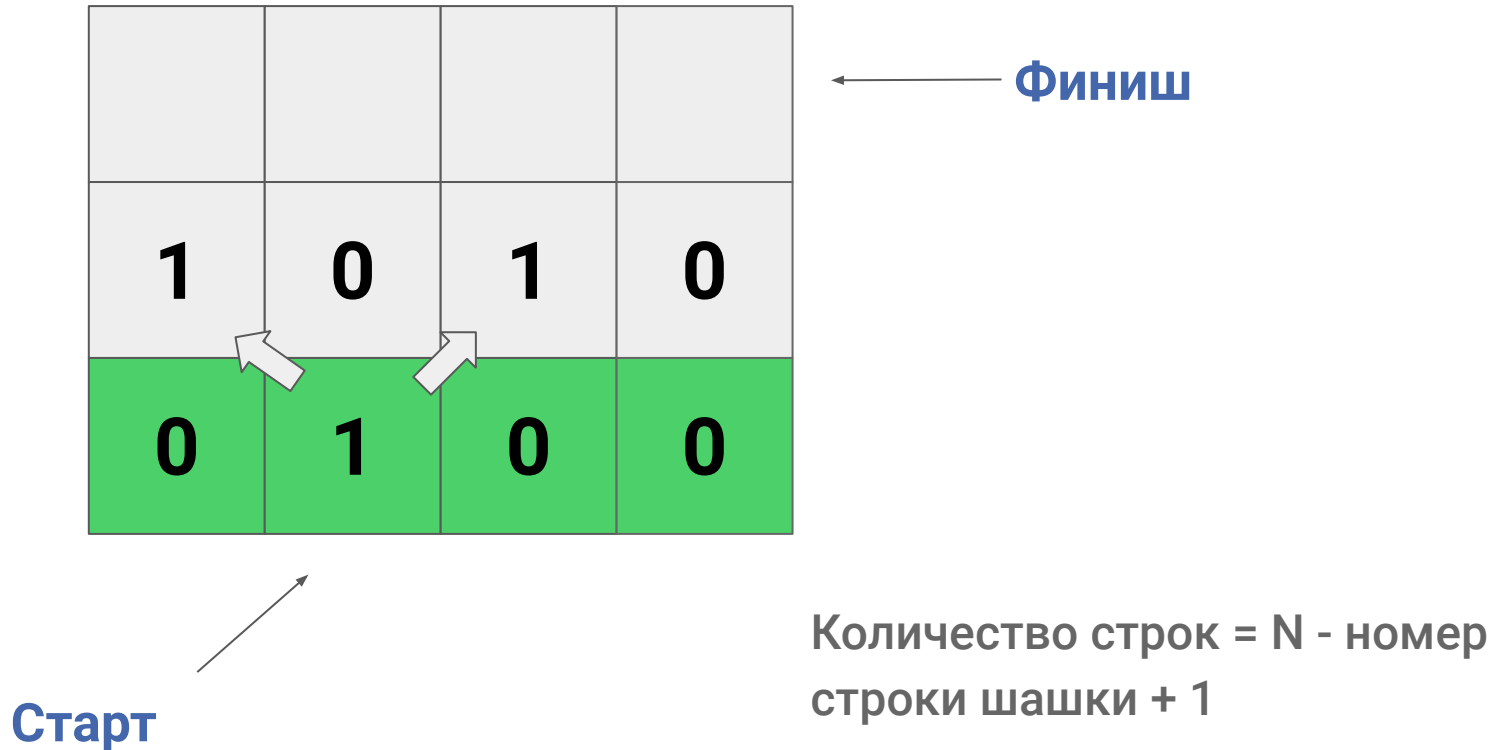 Финиш
1 0 1 0
0 1 0 0
Количество строк = N - номер
строки шашки + 1
Старт